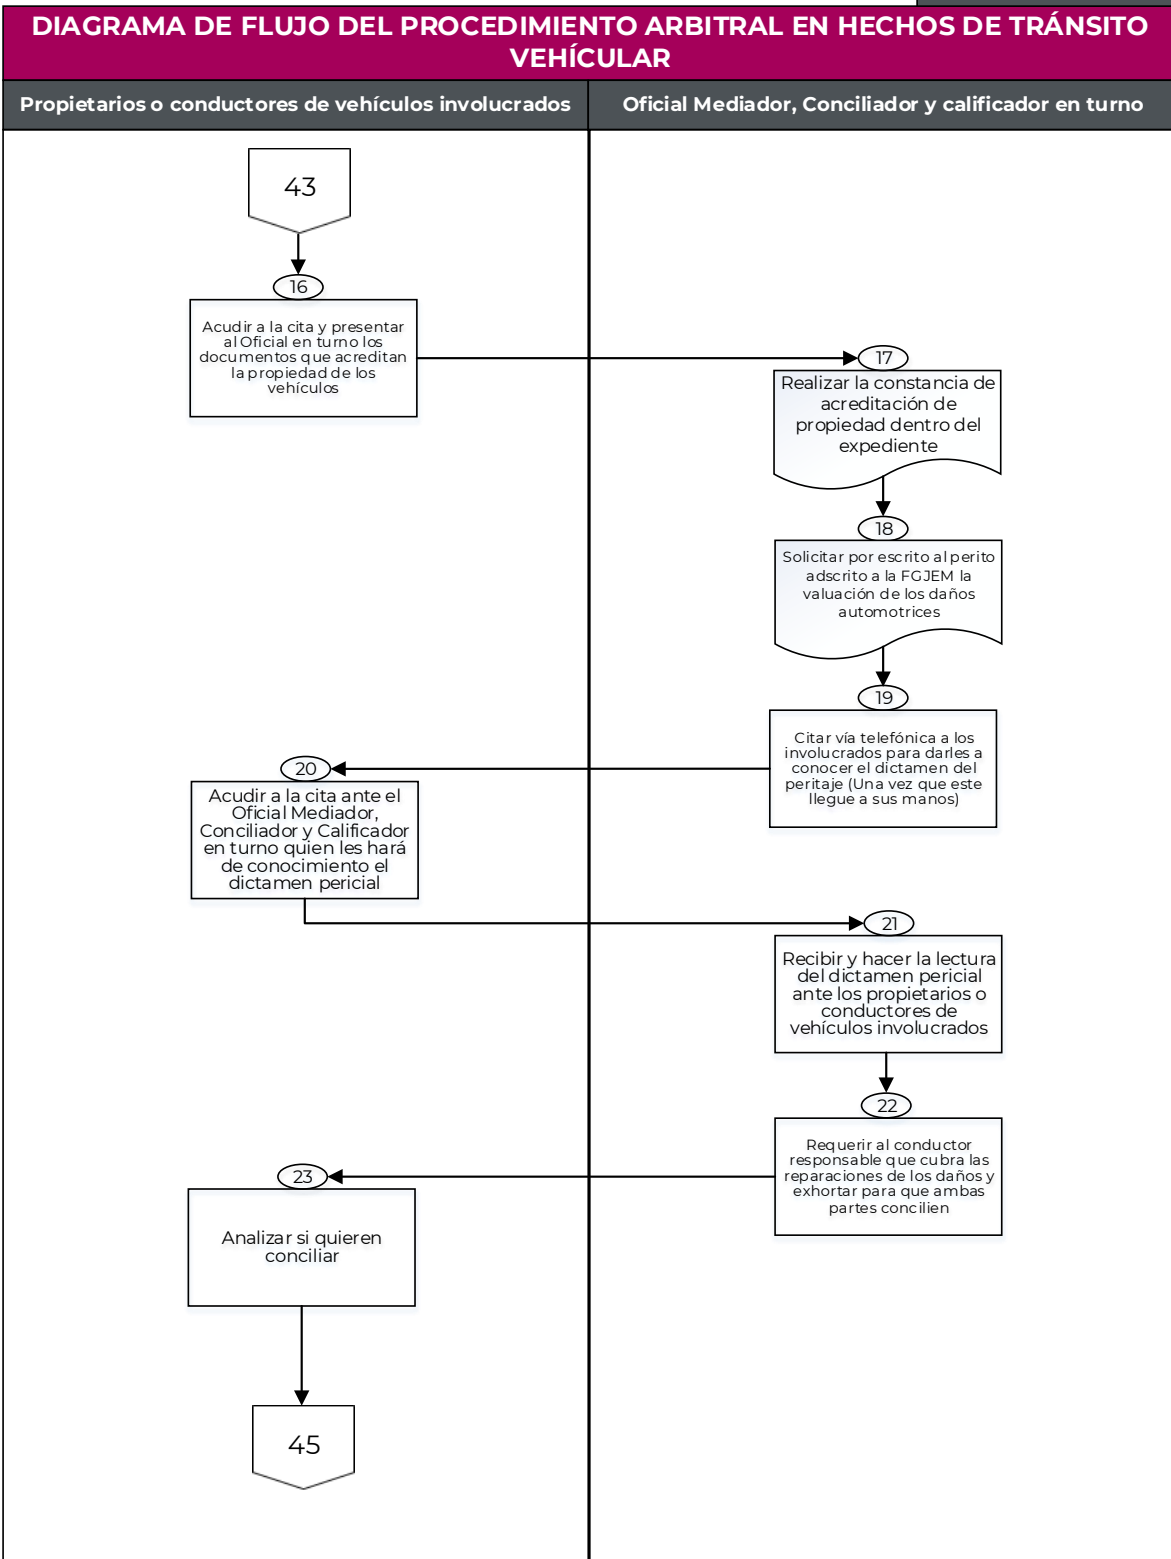 DIAGRAMA DE FLUJO DEL PROCEDIMIENTO ARBITRAL EN HECHOS DE TRÁNSITO
VEHÍCULAR
Propietarios o conductores de vehículos involucrados
Oficial Mediador, Conciliador y calificador en turno
43
16
Acudir a la cita y presentar
al Oficial en turno los
documentos que acreditan
la propiedad de los
vehículos
17
Realizar la constancia de
acreditación de
propiedad dentro del
expediente
18
Solicitar por escrito al perito
adscrito a la FGJEM la
valuación de los daños
automotrices
19
Citar vía telefónica a los
involucrados para darles a
conocer el dictamen del
peritaje (Una vez que este
llegue a sus manos)
20
Acudir a la cita ante el
Oficial Mediador,
Conciliador y Calificador
en turno quien les hará
de conocimiento el
dictamen pericial
21
Recibir y hacer la lectura
del dictamen pericial
ante los propietarios o
conductores de
vehículos involucrados
22
Requerir al conductor
responsable que cubra las
reparaciones de los daños y
exhortar para que ambas
partes concilien
23
Analizar si quieren
conciliar
45